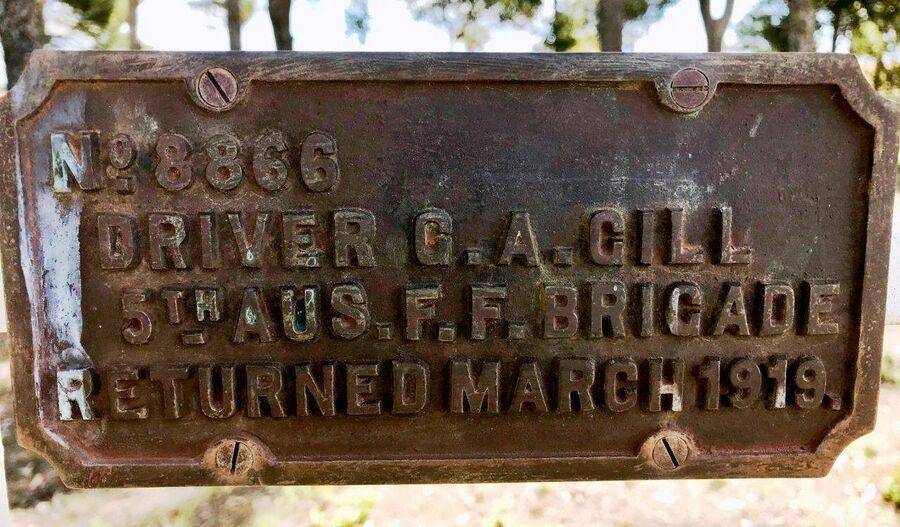 No. 8866
DRIVER G. A. GILL
5TH AUS. F. F. BRIGADE
RETURNED MARCH 1919.